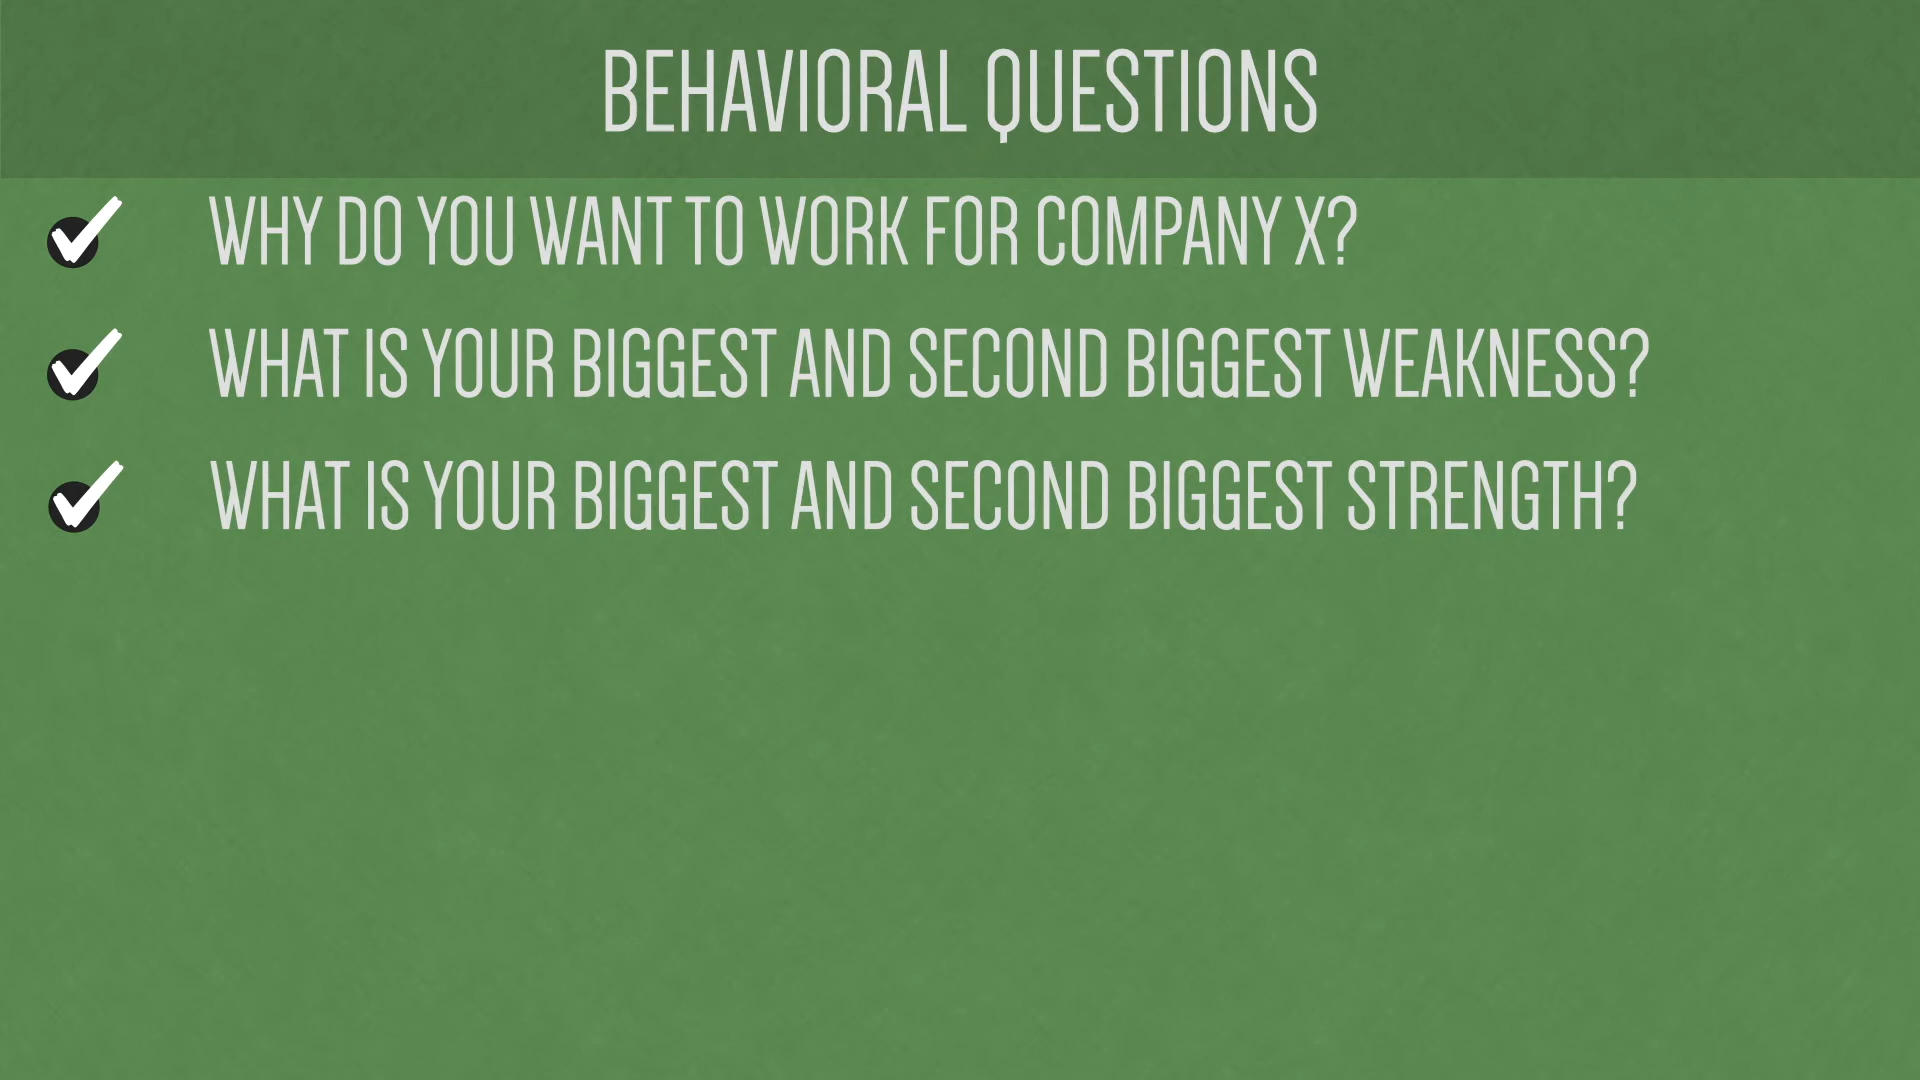 BEHAVIORAL QUESTIONS
WHY DO YOU WANT TO WORK FOR COMPANY X?
WHAT IS YOUR BIGGEST AND SECOND BIGGEST WEAKNESS?
WHAT IS YOUR BIGGEST AND SECOND BIGGEST STRENGTH?